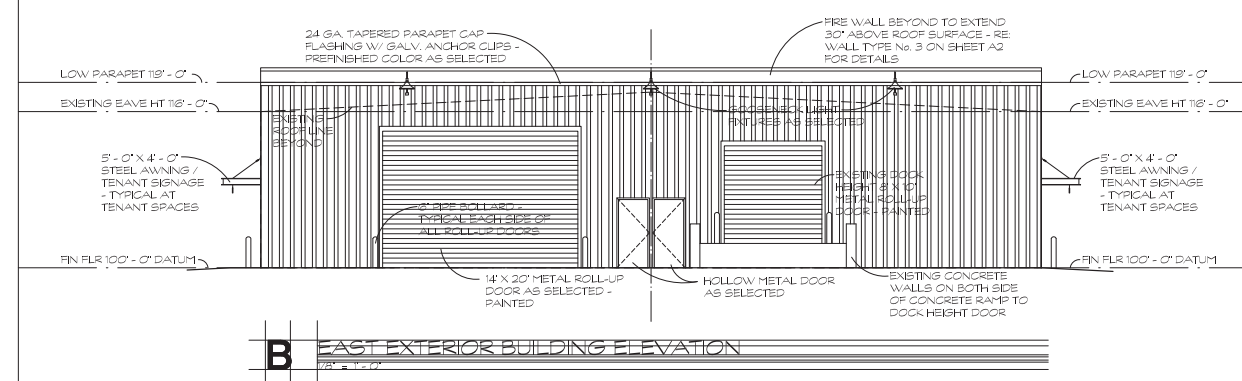 24 GA. TAPERED PARAPET CAP
FLASHING W/ GALV. ANCHOR CLIPS -
PREFINISHED COLOR AS SELECTED
FIRE WALL BEYOND TO EXTEND
30" ABOVE ROOF SURFACE - RE:
WALL TYPE No. 3 ON SHEET A2
FOR DETAILS
LOW PARAPET 119' - 0"
LOW PARAPET 119' - 0"
EXISTING EAVE HT 116' - 0"
EXISTING EAVE HT 116' - 0"
EXISTING
ROOF LINE
BEYOND
GOOSENECK LIGHT
FIXTURES AS SELECTED
5' - 0" X 4' - 0"
STEEL AWNING /
TENANT SIGNAGE
- TYPICAL AT
TENANT SPACES
EXISTING DOCK
HEIGHT 8' X 10'
METAL ROLL-UP
DOOR - PAINTED
5' - 0" X 4' - 0"
STEEL AWNING /
TENANT SIGNAGE
- TYPICAL AT
TENANT SPACES
6" PIPE BOLLARD -
TYPICAL EACH SIDE OF
ALL ROLL-UP DOORS
FIN FLR 100' - 0" DATUM
FIN FLR 100' - 0" DATUM
14' X 20' METAL ROLL-UP
DOOR AS SELECTED -
PAINTED
HOLLOW METAL DOOR
AS SELECTED
EXISTING CONCRETE
WALLS ON BOTH SIDE
OF CONCRETE RAMP TO
DOCK HEIGHT DOOR
B EAST EXTERIOR BUILDING ELEVATION
1/8" = 1' - 0"